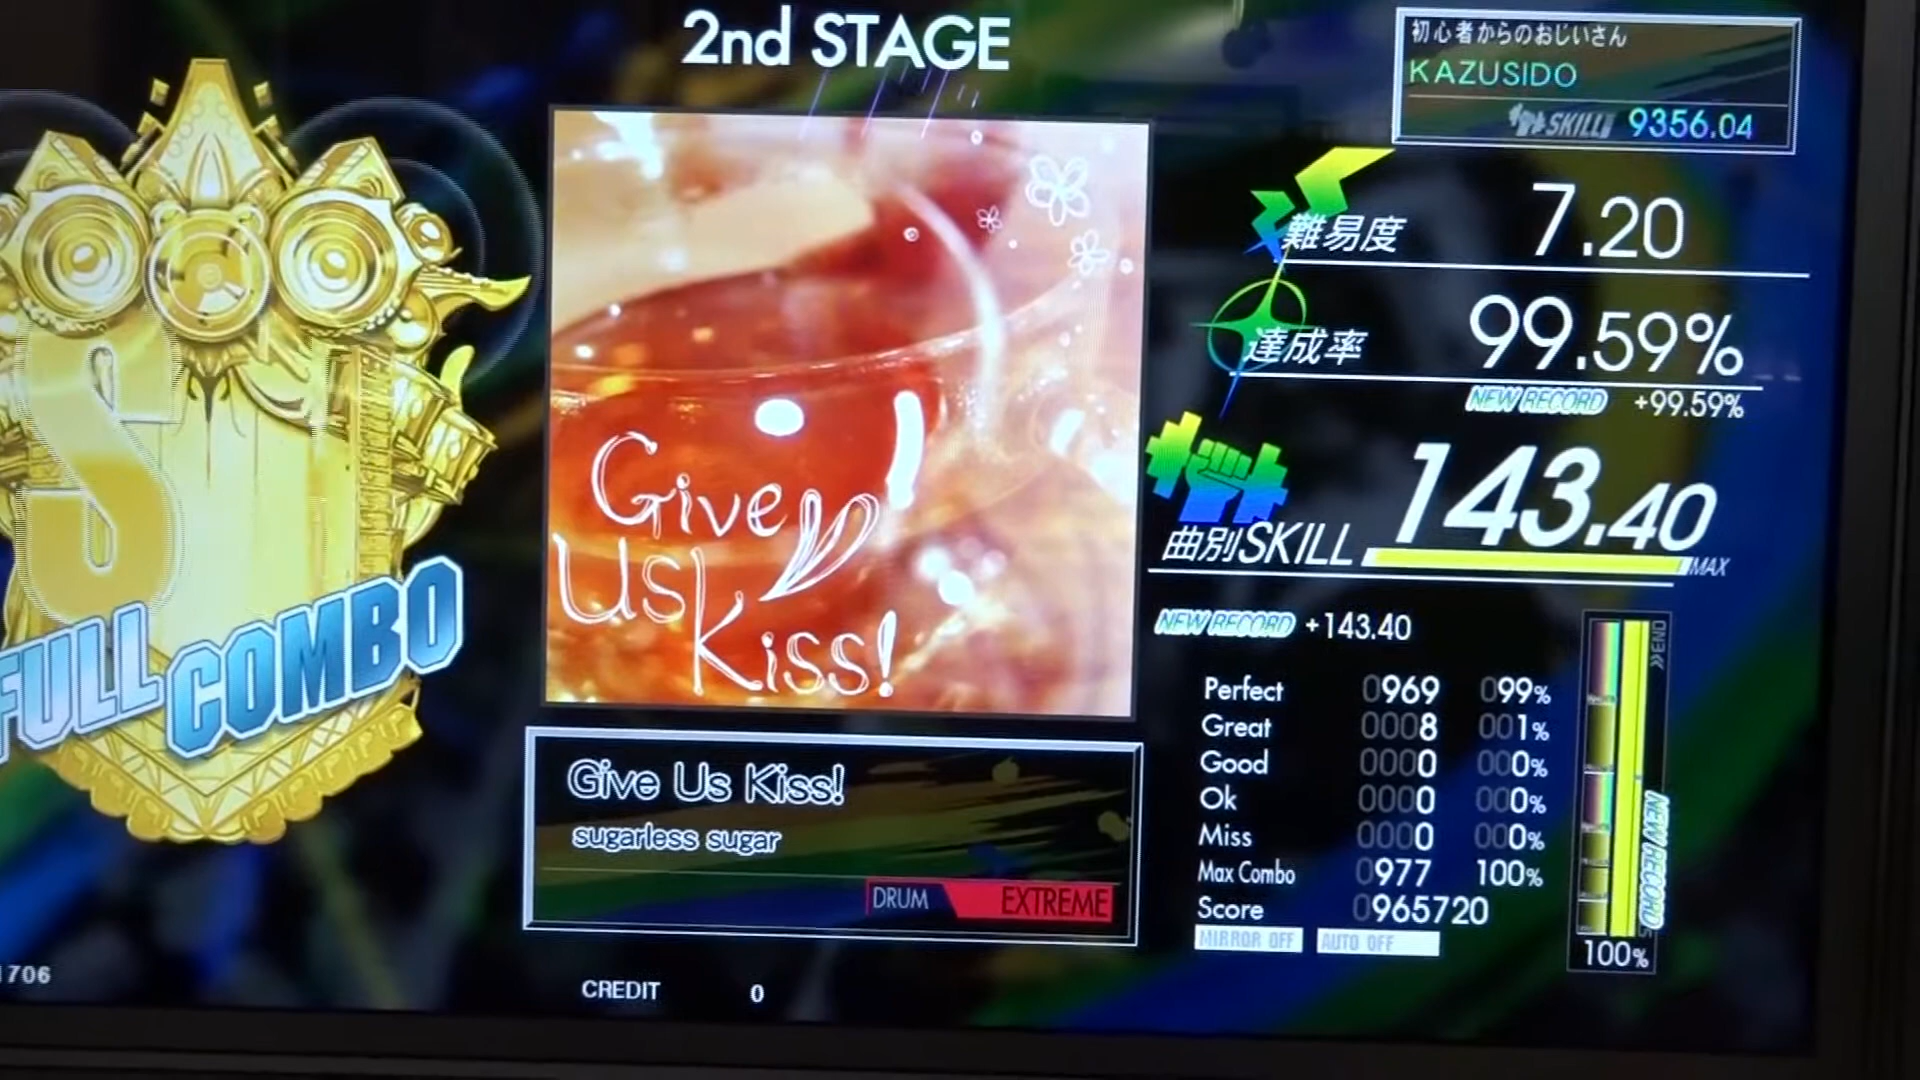 2nd STAGE
初心者からのおじいさん
KAZUSIDO
SKILL 9356.04
難易度 7.20
達成率 99.59%
NEW RECORD +99.59%
曲別SKILL 143.40
MAX
NEW RECORD +143.40
Perfect 0969 099%
Great 0008 001%
Good 0000 000%
Ok 0000 000%
Miss 0000 000%
Max Combo 0977 100%
Score 0965720
MIRROR OFF AUTO OFF
END
NEW RECORD
100%
S
FULL COMBO
Give
Us
Kiss!
Give Us Kiss!
sugarless sugar
DRUM EXTREME
1706
CREDIT 0